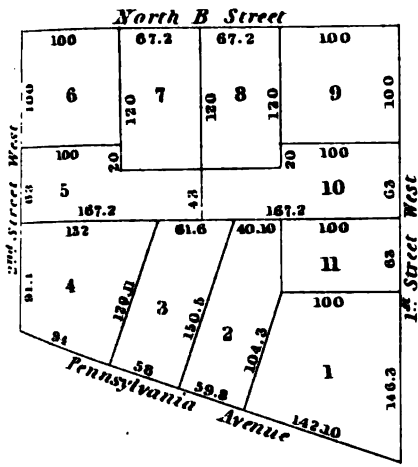 North B Street
100 67.2 67.2 100
6 7 8 9
100 120 120 120 100
100 20 20 100
5 10
63 43 63
167.2 167.2
132 61.6 40.10 100
2nd Street West
1st Street West
11
63
4 3 2 1
91.4 129.11 150.5 104.3 100 146.3
94 58 59.8 142.10
Pennsylvania Avenue